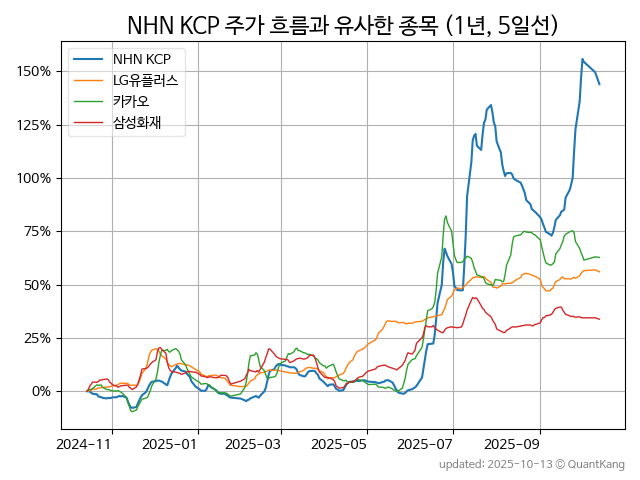 NHN KCP 주가 흐름과 유사한 종목 (1년, 5일선)
NHN KCP
LG유플러스
카카오
삼성화재
150%
125%
100%
75%
50%
25%
0%
2024-11
2025-01
2025-03
2025-05
2025-07
2025-09
updated: 2025-10-13 © QuantKang